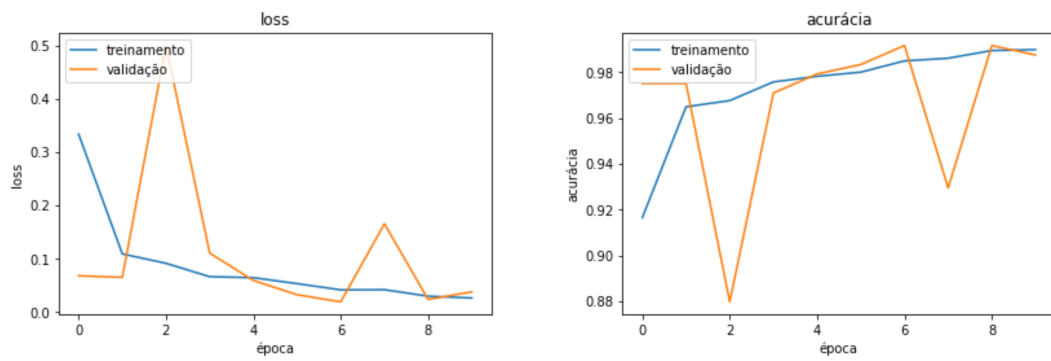 loss
treinamento
validação
0.5
0.4
0.3
0.2
0.1
0.0
loss
0 2 4 6 8
época
acurácia
treinamento
validação
0.98
0.96
0.94
0.92
0.90
0.88
acurácia
0 2 4 6 8
época